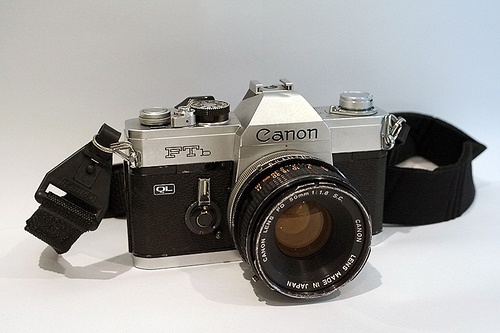 Canon
FTb
QL
CANON LENS FD 50mm 1:1.8 S.C.
CANON LENS MADE IN JAPAN